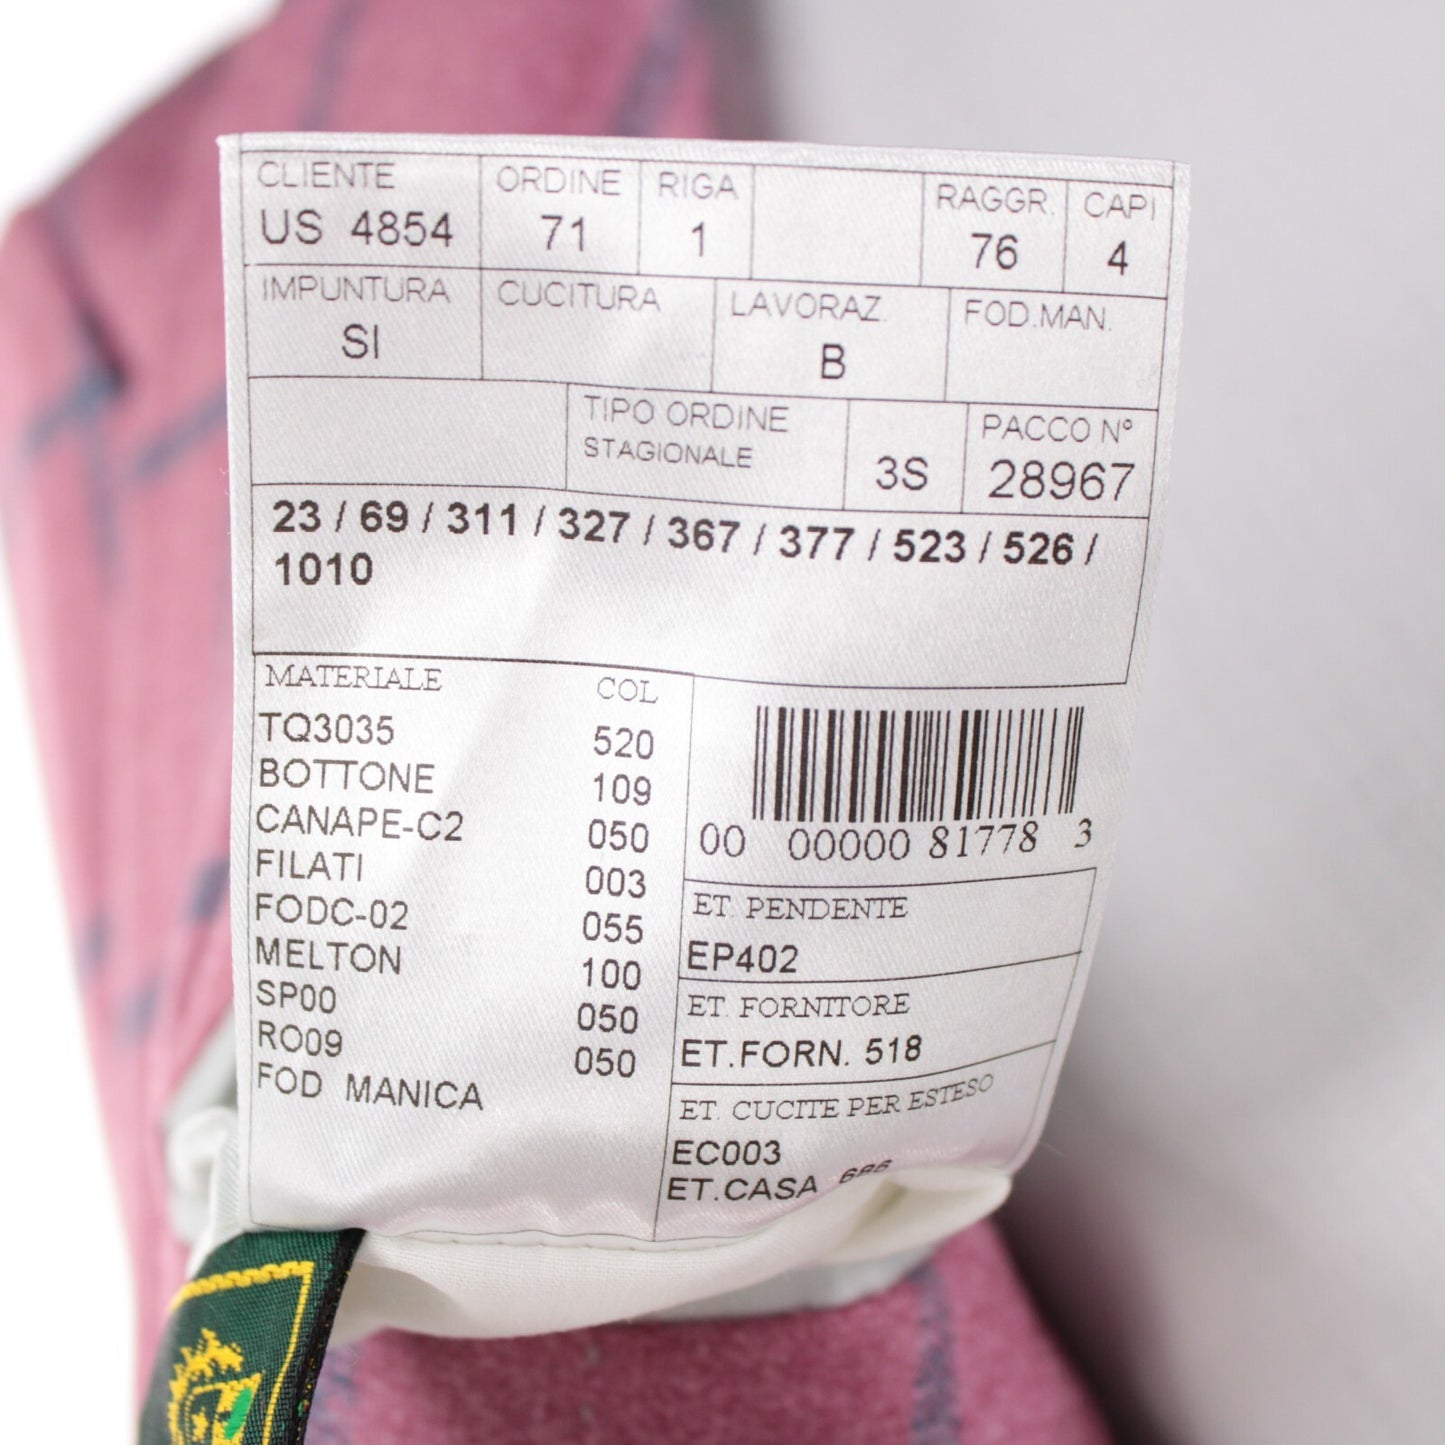 CLIENTE ORDINE RIGA RAGGR. CAPI
US 4854 71 1 76 4
IMPUNTURA CUCITURA LAVORAZ. FOD.MAN.
SI B
TIPO ORDINE PACCO N°
STAGIONALE 3S 28967
23 / 69 / 311 / 327 / 367 / 377 / 523 / 526 /
1010
MATERIALE COL
TQ3035 520
BOTTONE 109
CANAPE-C2 050
FILATI 003
FODC-02 055
MELTON 100
SP00 050
RO09 050
FOD MANICA
00 00000 81778 3
ET. PENDENTE
EP402
ET. FORNITORE
ET.FORN. 518
ET. CUCITE PER ESTESO
EC003
ET.CASA